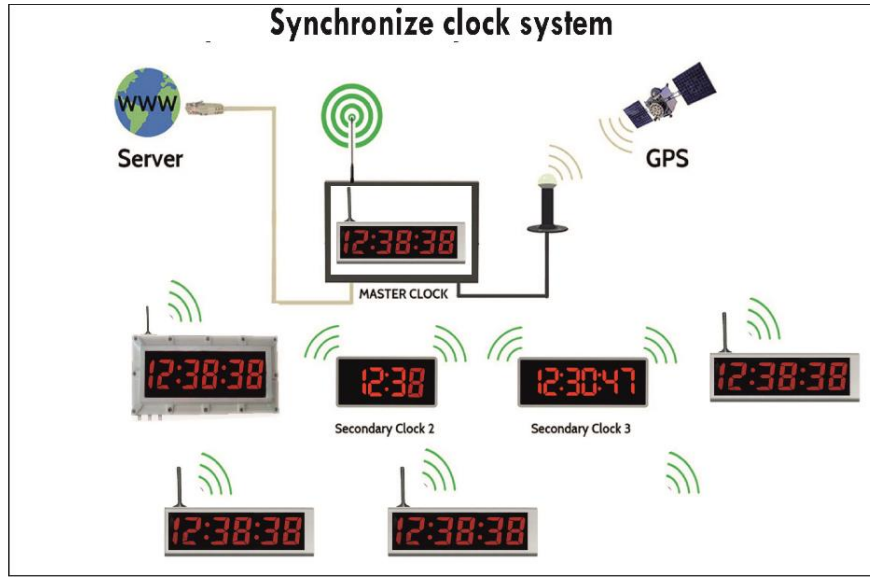 Synchronize clock system
WWW
Server
GPS
12:38:38
MASTER CLOCK
12:38:38
12:38
12:30:47
12:38:38
Secondary Clock 2
Secondary Clock 3
12:38:38
12:38:38